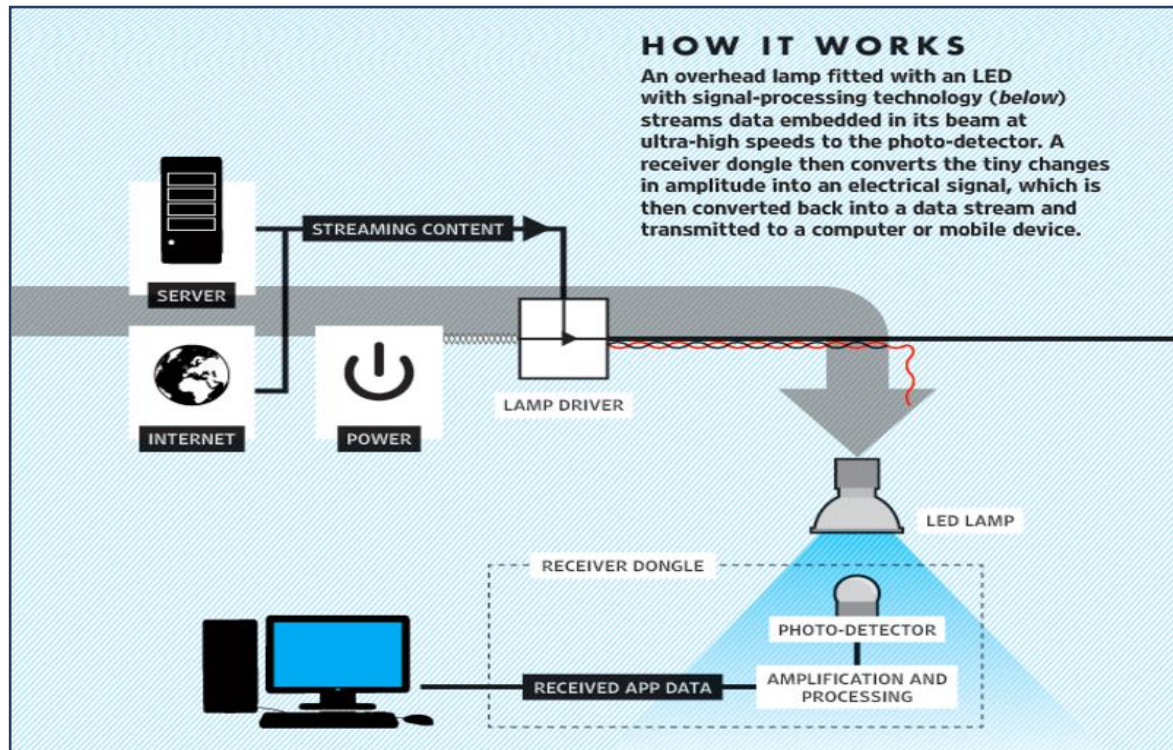 HOW IT WORKS
An overhead lamp fitted with an LED
with signal-processing technology (below)
streams data embedded in its beam at
ultra-high speeds to the photo-detector. A
receiver dongle then converts the tiny changes
in amplitude into an electrical signal, which is
then converted back into a data stream and
transmitted to a computer or mobile device.
STREAMING CONTENT
SERVER
INTERNET
POWER
LAMP DRIVER
LED LAMP
RECEIVER DONGLE
PHOTO-DETECTOR
RECEIVED APP DATA
AMPLIFICATION AND
PROCESSING